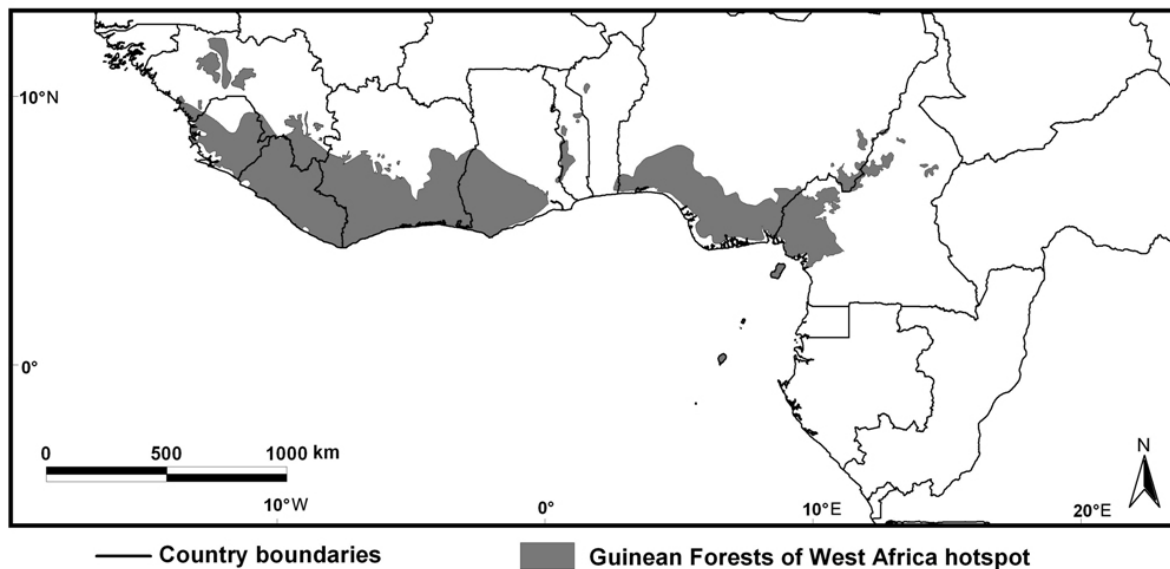 10°N
0°
0 500 1000 km
N
10°W 0° 10°E 20°E
Country boundaries Guinean Forests of West Africa hotspot